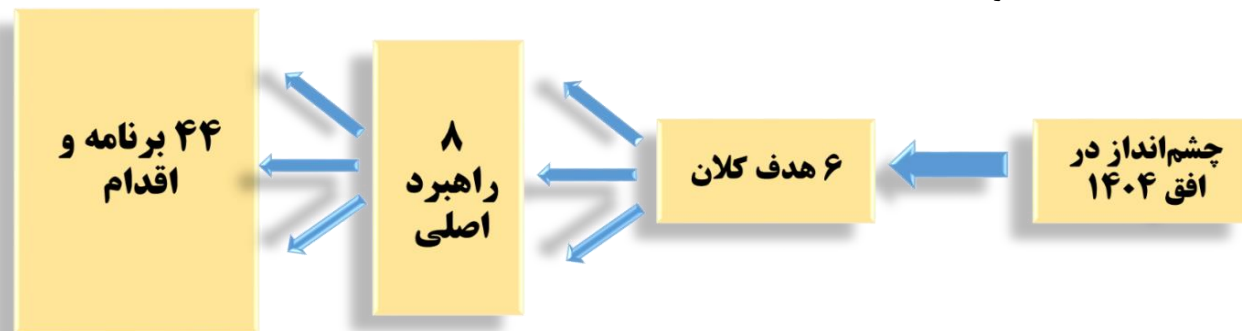 چشم‌انداز در
افق ۱۴۰۴
۶ هدف کلان
۸
راهبرد
اصلی
۴۴ برنامه و
اقدام